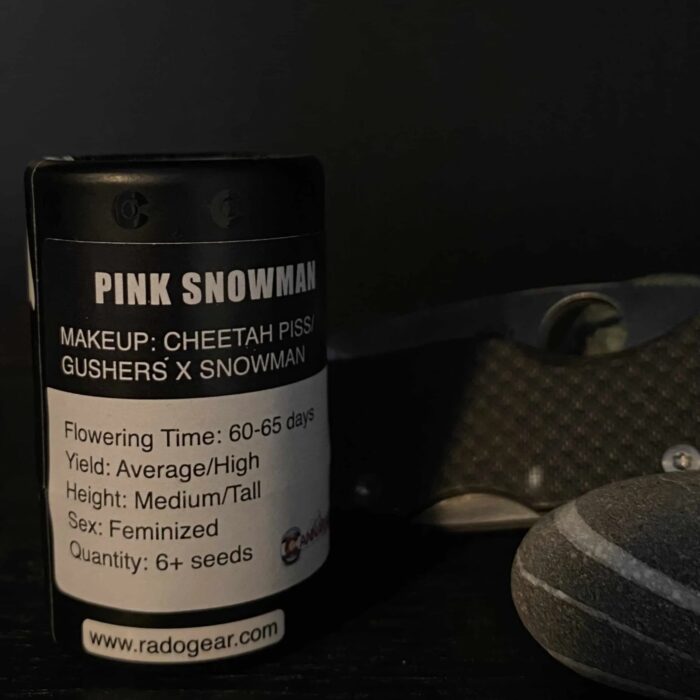 PINK SNOWMAN
MAKEUP: CHEETAH PISS/
GUSHERS X SNOWMAN
Flowering Time: 60-65 days
Yield: Average/High
Height: Medium/Tall
Sex: Feminized
Quantity: 6+ seeds
www.radogear.com